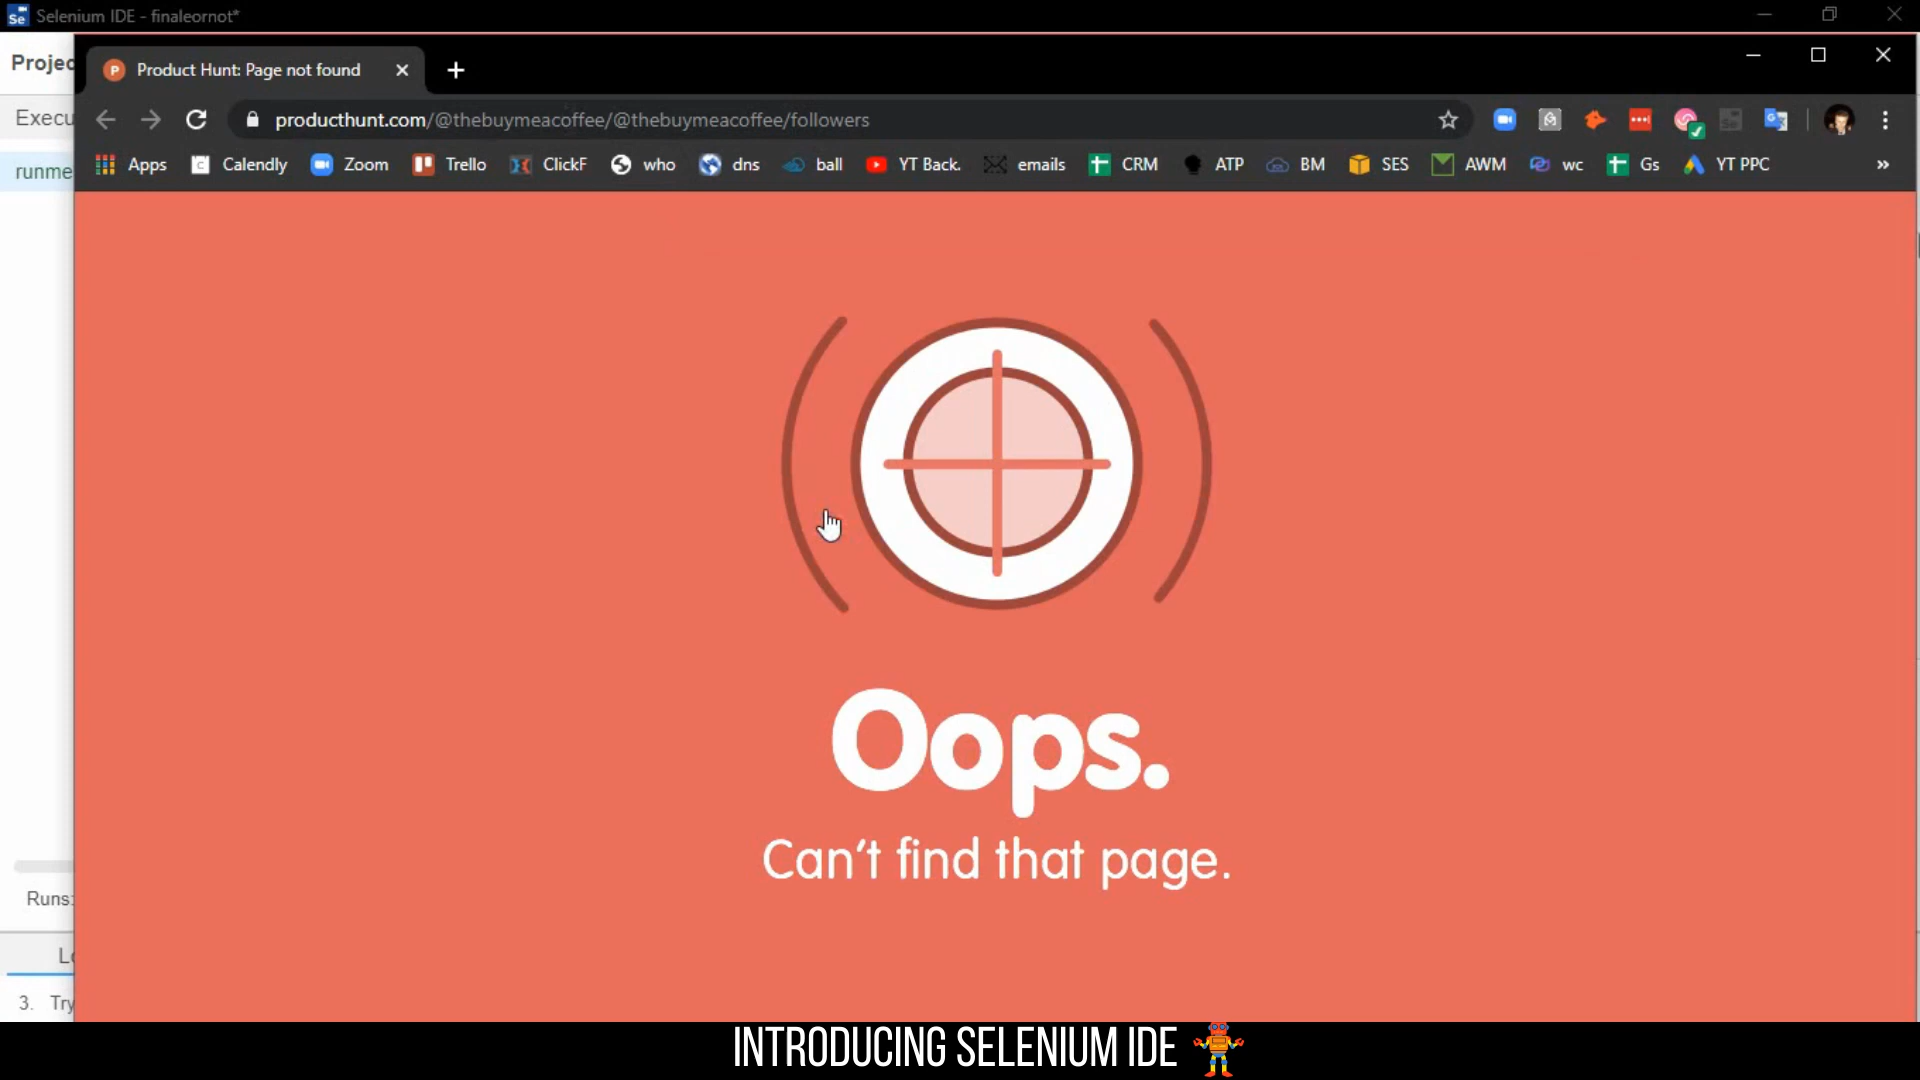 Selenium IDE - finaleornot*
Projec
Product Hunt: Page not found
Execu
producthunt.com/@thebuymeacoffee/@thebuymeacoffee/followers
Apps Calendly Zoom Trello ClickF who dns ball YT Back. emails CRM ATP BM SES AWM wc Gs YT PPC »
runme
Oops.
Can't find that page.
Runs:
Lo
3. Try
INTRODUCING SELENIUM IDE